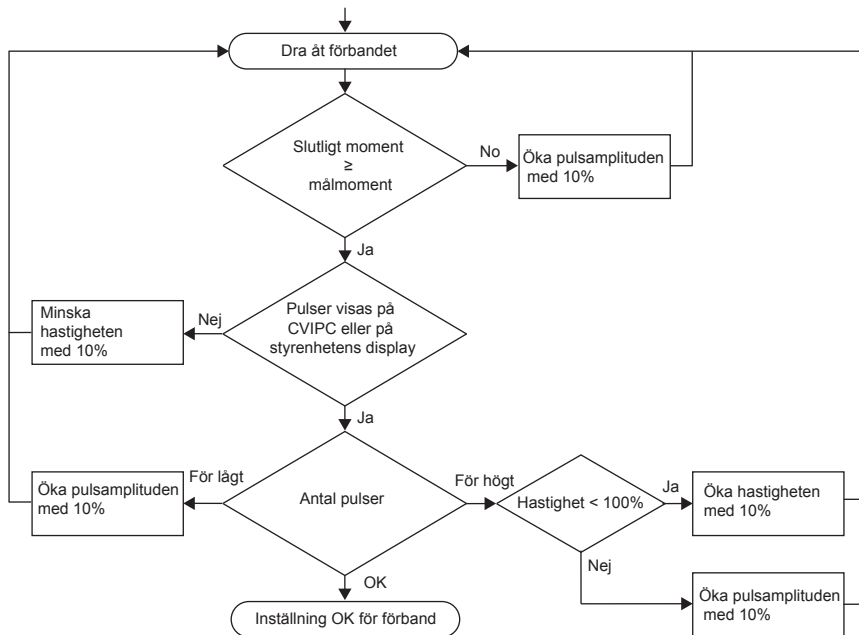 Dra åt förbandet
Slutligt moment
≥
målmoment
No
Öka pulsamplituden
med 10%
Ja
Pulser visas på
CVIPC eller på
styrenhetens display
Nej
Minska
hastigheten
med 10%
Ja
Antal pulser
För lågt
Öka pulsamplituden
med 10%
För högt
Hastighet < 100%
Ja
Öka hastigheten
med 10%
Nej
Öka pulsamplituden
med 10%
OK
Inställning OK för förband